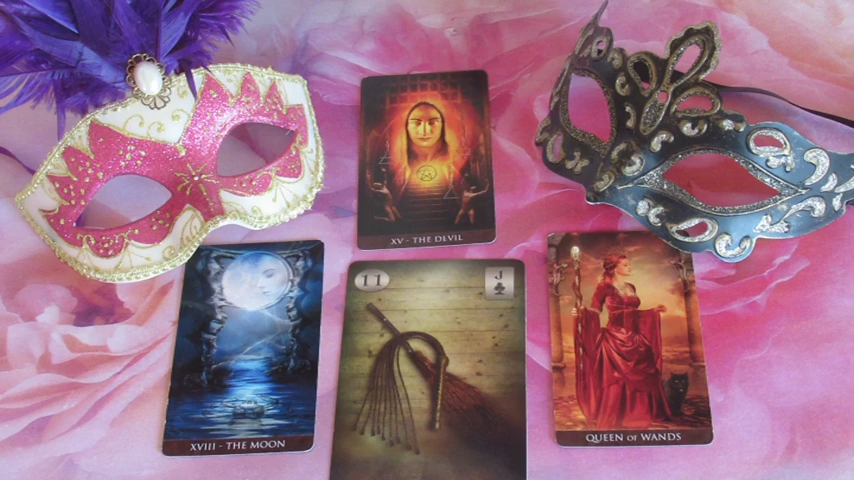 XV - THE DEVIL
11
J
XVIII - THE MOON
QUEEN OF WANDS